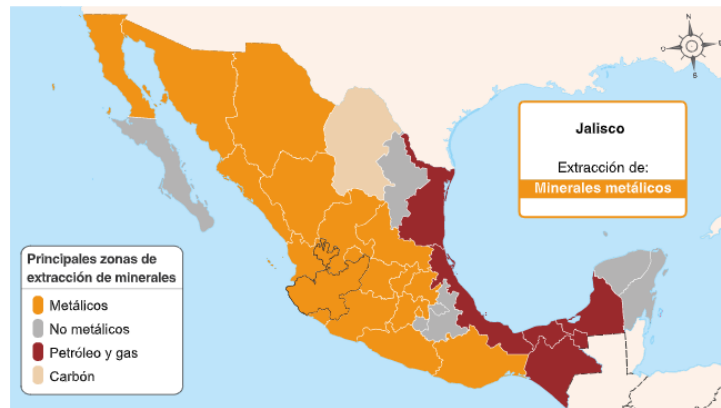 N
O
E
S
Jalisco
Extracción de:
Minerales metálicos
Principales zonas de
extracción de minerales
Metálicos
No metálicos
Petróleo y gas
Carbón